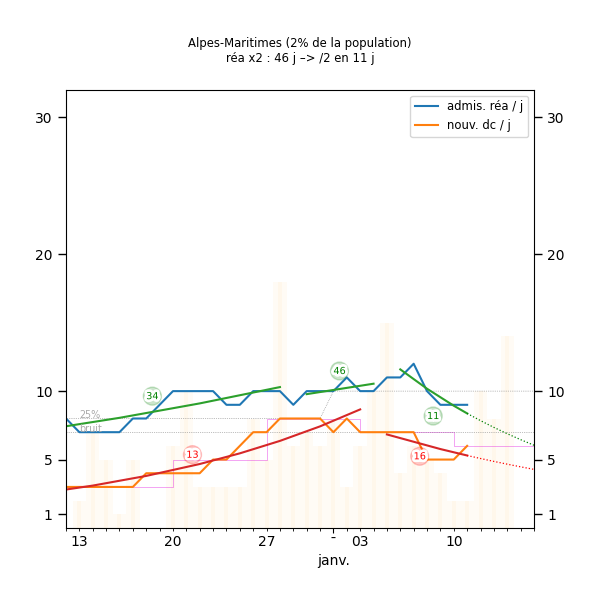 Alpes-Maritimes (2% de la population)
réa x2 : 46 j –> /2 en 11 j
admis. réa / j
nouv. dc / j
30 30
20 20
10 10
5 5
1 1
46
34
25%
bruit
11
13
16
13 20 27 - 03 10
janv.